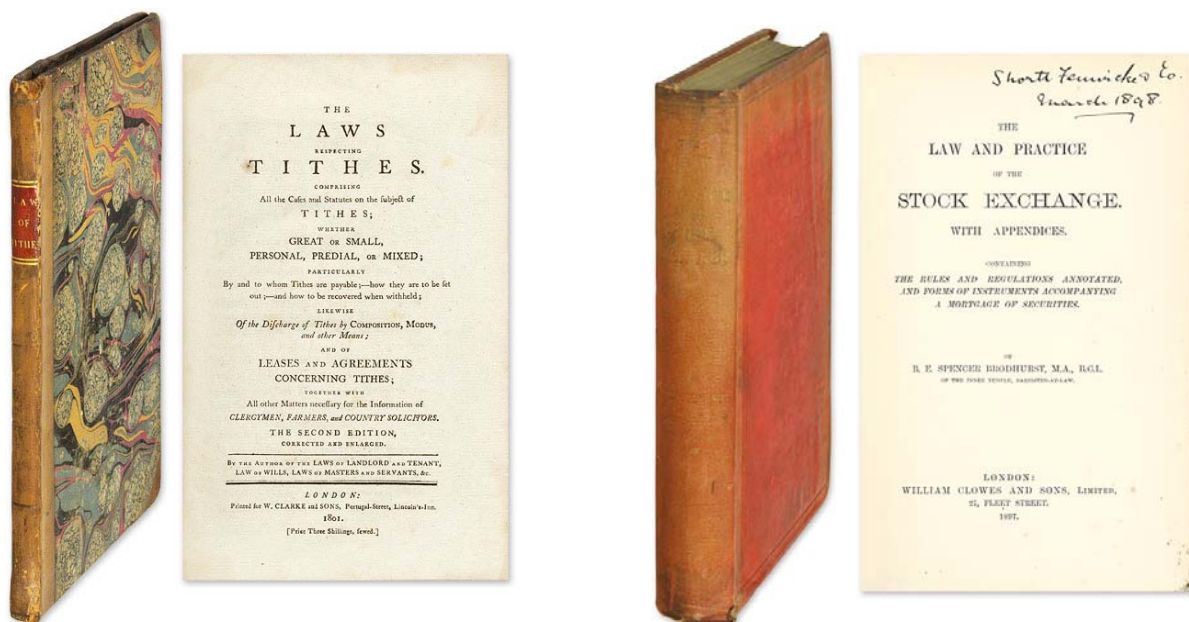 LAW
OF
TITHE
THE
LAWS
RESPECTING
TITHES.
COMPRISING
All the Caſes and Statutes on the ſubject of
TITHES;
WHETHER
GREAT OR SMALL,
PERSONAL, PREDIAL, OR MIXED;
PARTICULARLY
By and to whom Tithes are payable;—how they are to be ſet
out;—and how to be recovered when withheld;
LIKEWISE
Of the Diſcharge of Tithes by COMPOSITION, MODUS,
and other Means;
AND OF
LEASES AND AGREEMENTS
CONCERNING TITHES;
TOGETHER WITH
All other Matters neceſſary for the Information of
CLERGYMEN, FARMERS, and COUNTRY SOLICITORS.
THE SECOND EDITION,
CORRECTED AND ENLARGED.
BY THE AUTHOR OF THE LAWS OF LANDLORD AND TENANT,
LAW OF WILLS, LAWS OF MASTERS AND SERVANTS, &c.
LONDON:
Printed for W. CLARKE and SONS, Portugal-Street, Lincoln's-Inn.
1801.
[Price Three Shillings, ſewed.]
Shortt Fenwicke & Co.
March 1898
THE
LAW AND PRACTICE
OF THE
STOCK EXCHANGE.
WITH APPENDICES.
CONTAINING
THE RULES AND REGULATIONS ANNOTATED,
AND FORMS OF INSTRUMENTS ACCOMPANYING
A MORTGAGE OF SECURITIES.
BY
B. E. SPENCER BRODHURST, M.A., B.C.L.
OF THE INNER TEMPLE, BARRISTER-AT-LAW.
LONDON:
WILLIAM CLOWES AND SONS, LIMITED,
27, FLEET STREET.
1897.